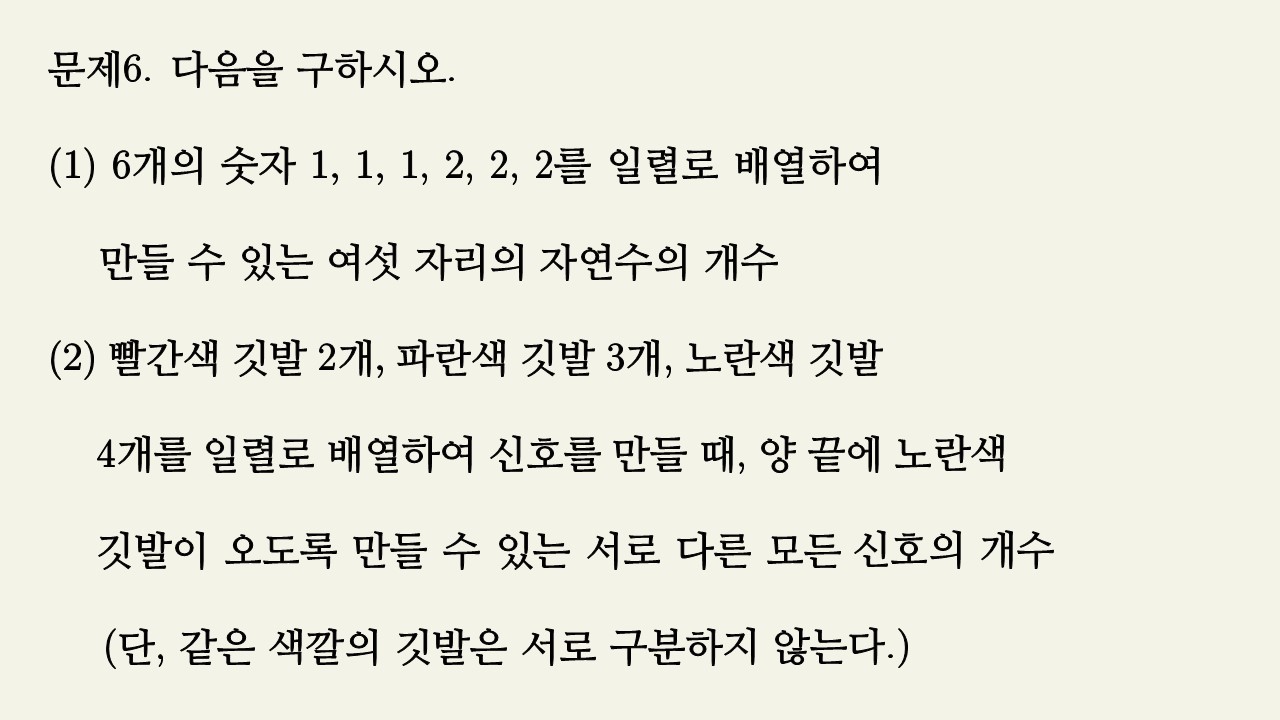 문제6. 다음을 구하시오.
(1) 6개의 숫자 1, 1, 1, 2, 2, 2를 일렬로 배열하여
만들 수 있는 여섯 자리의 자연수의 개수
(2) 빨간색 깃발 2개, 파란색 깃발 3개, 노란색 깃발
4개를 일렬로 배열하여 신호를 만들 때, 양 끝에 노란색
깃발이 오도록 만들 수 있는 서로 다른 모든 신호의 개수
(단, 같은 색깔의 깃발은 서로 구분하지 않는다.)